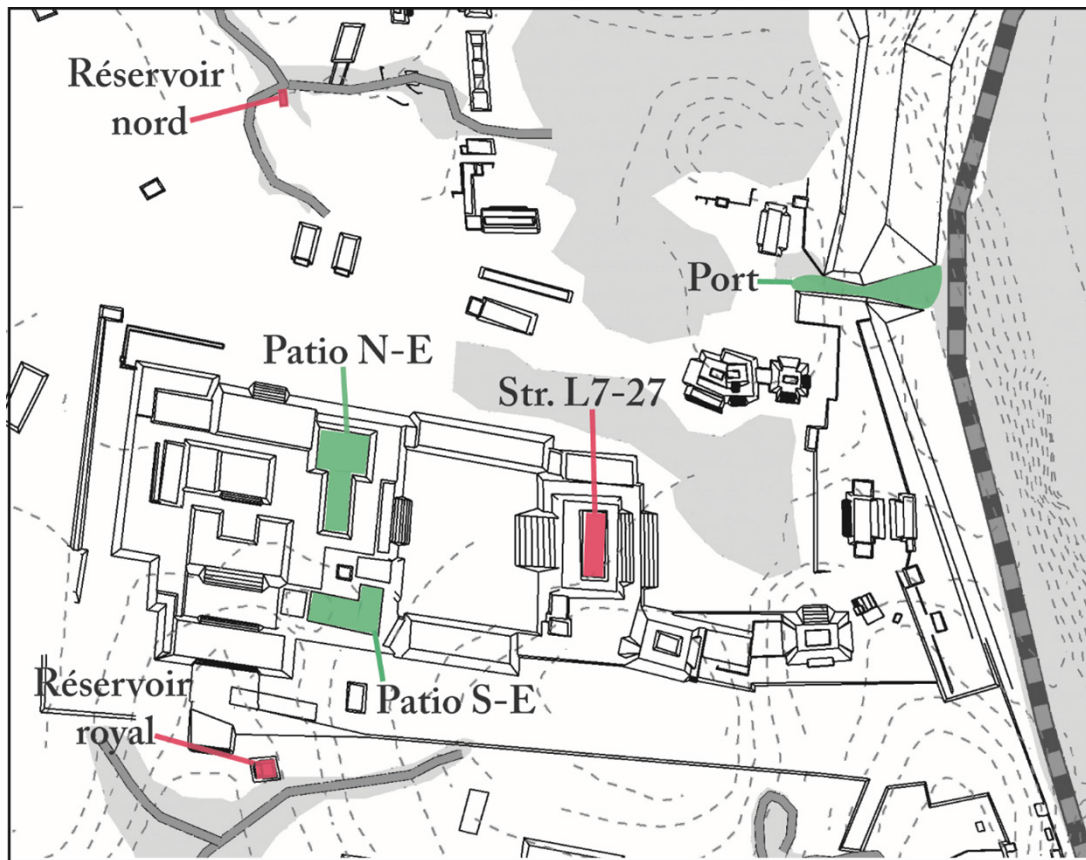 Réservoir
nord
Port
Patio N-E
Str. L7-27
Patio S-E
Réservoir
royal